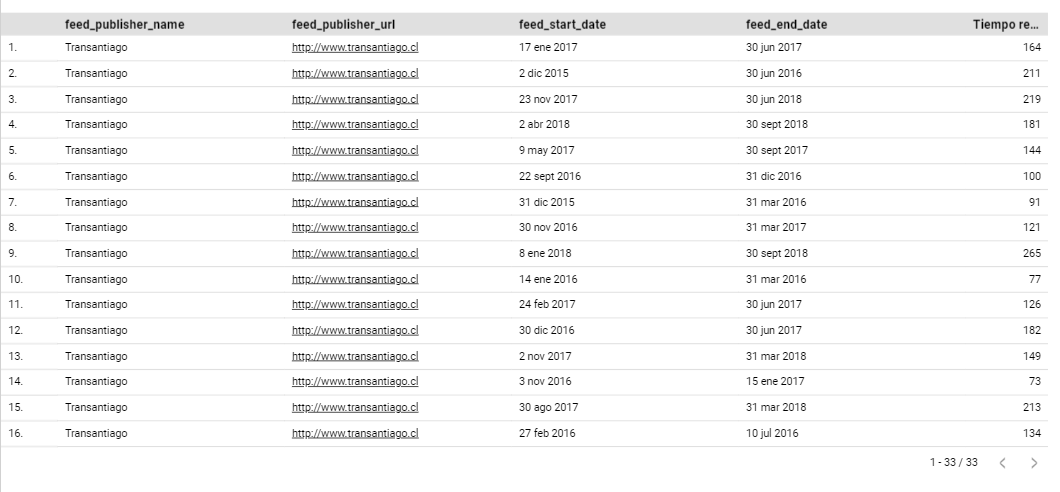 feed_publisher_name feed_publisher_url feed_start_date feed_end_date Tiempo re...
1. Transantiago http://www.transantiago.cl 17 ene 2017 30 jun 2017 164
2. Transantiago http://www.transantiago.cl 2 dic 2015 30 jun 2016 211
3. Transantiago http://www.transantiago.cl 23 nov 2017 30 jun 2018 219
4. Transantiago http://www.transantiago.cl 2 abr 2018 30 sept 2018 181
5. Transantiago http://www.transantiago.cl 9 may 2017 30 sept 2017 144
6. Transantiago http://www.transantiago.cl 22 sept 2016 31 dic 2016 100
7. Transantiago http://www.transantiago.cl 31 dic 2015 31 mar 2016 91
8. Transantiago http://www.transantiago.cl 30 nov 2016 31 mar 2017 121
9. Transantiago http://www.transantiago.cl 8 ene 2018 30 sept 2018 265
10. Transantiago http://www.transantiago.cl 14 ene 2016 31 mar 2016 77
11. Transantiago http://www.transantiago.cl 24 feb 2017 30 jun 2017 126
12. Transantiago http://www.transantiago.cl 30 dic 2016 30 jun 2017 182
13. Transantiago http://www.transantiago.cl 2 nov 2017 31 mar 2018 149
14. Transantiago http://www.transantiago.cl 3 nov 2016 15 ene 2017 73
15. Transantiago http://www.transantiago.cl 30 ago 2017 31 mar 2018 213
16. Transantiago http://www.transantiago.cl 27 feb 2016 10 jul 2016 134
1 - 33 / 33